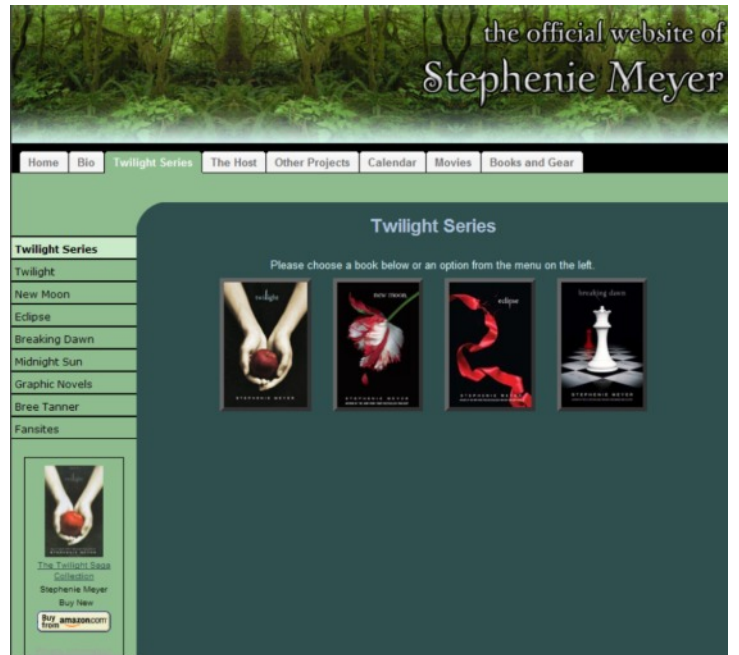 the official website of
Stephenie Meyer
Home Bio Twilight Series The Host Other Projects Calendar Movies Books and Gear
Twilight Series
Please choose a book below or an option from the menu on the left.
Twilight Series
Twilight
New Moon
Eclipse
Breaking Dawn
Midnight Sun
Graphic Novels
Bree Tanner
Fansites
twilight
STEPHENIE MEYER
new moon
STEPHENIE MEYER
eclipse
STEPHENIE MEYER
breaking dawn
STEPHENIE MEYER
twilight
The Twilight Saga
Collection
Stephenie Meyer
Buy New
Buy from amazon.com